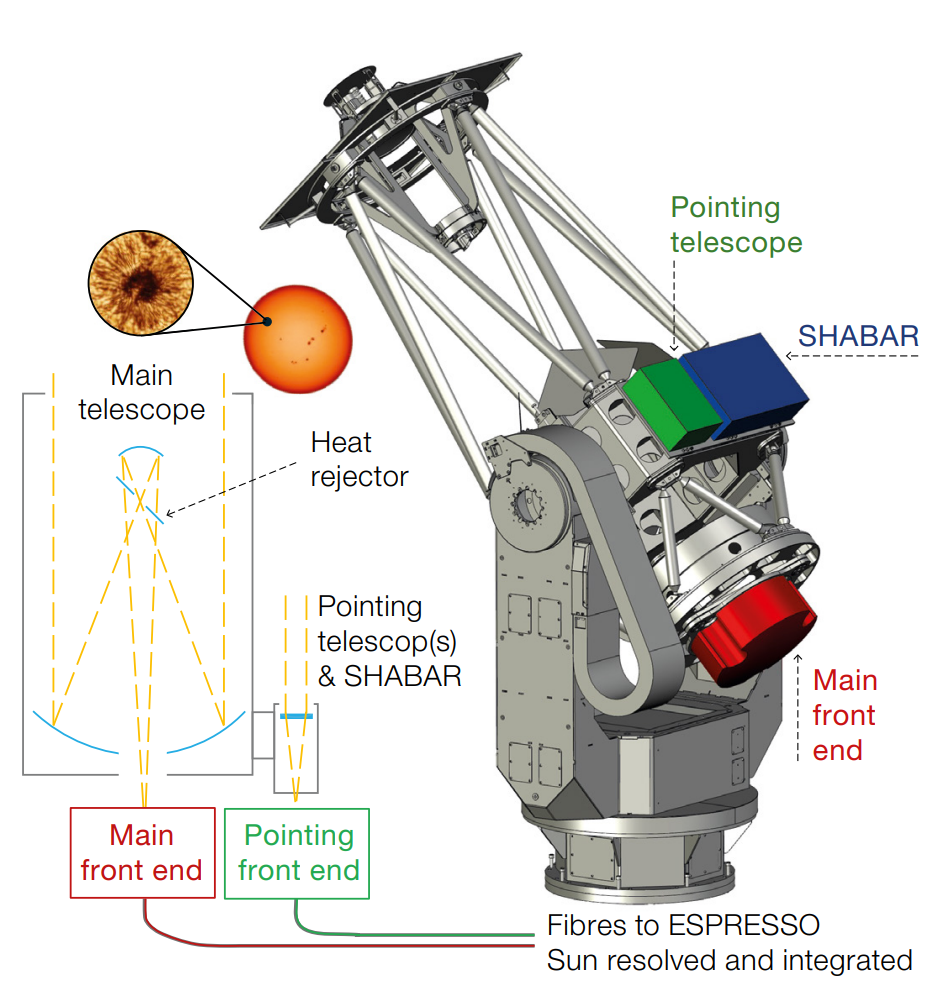 Pointing
telescope
SHABAR
Main
telescope
Heat
rejector
Pointing
telescop(s)
& SHABAR
Main
front
end
Main
front end
Pointing
front end
Fibres to ESPRESSO
Sun resolved and integrated